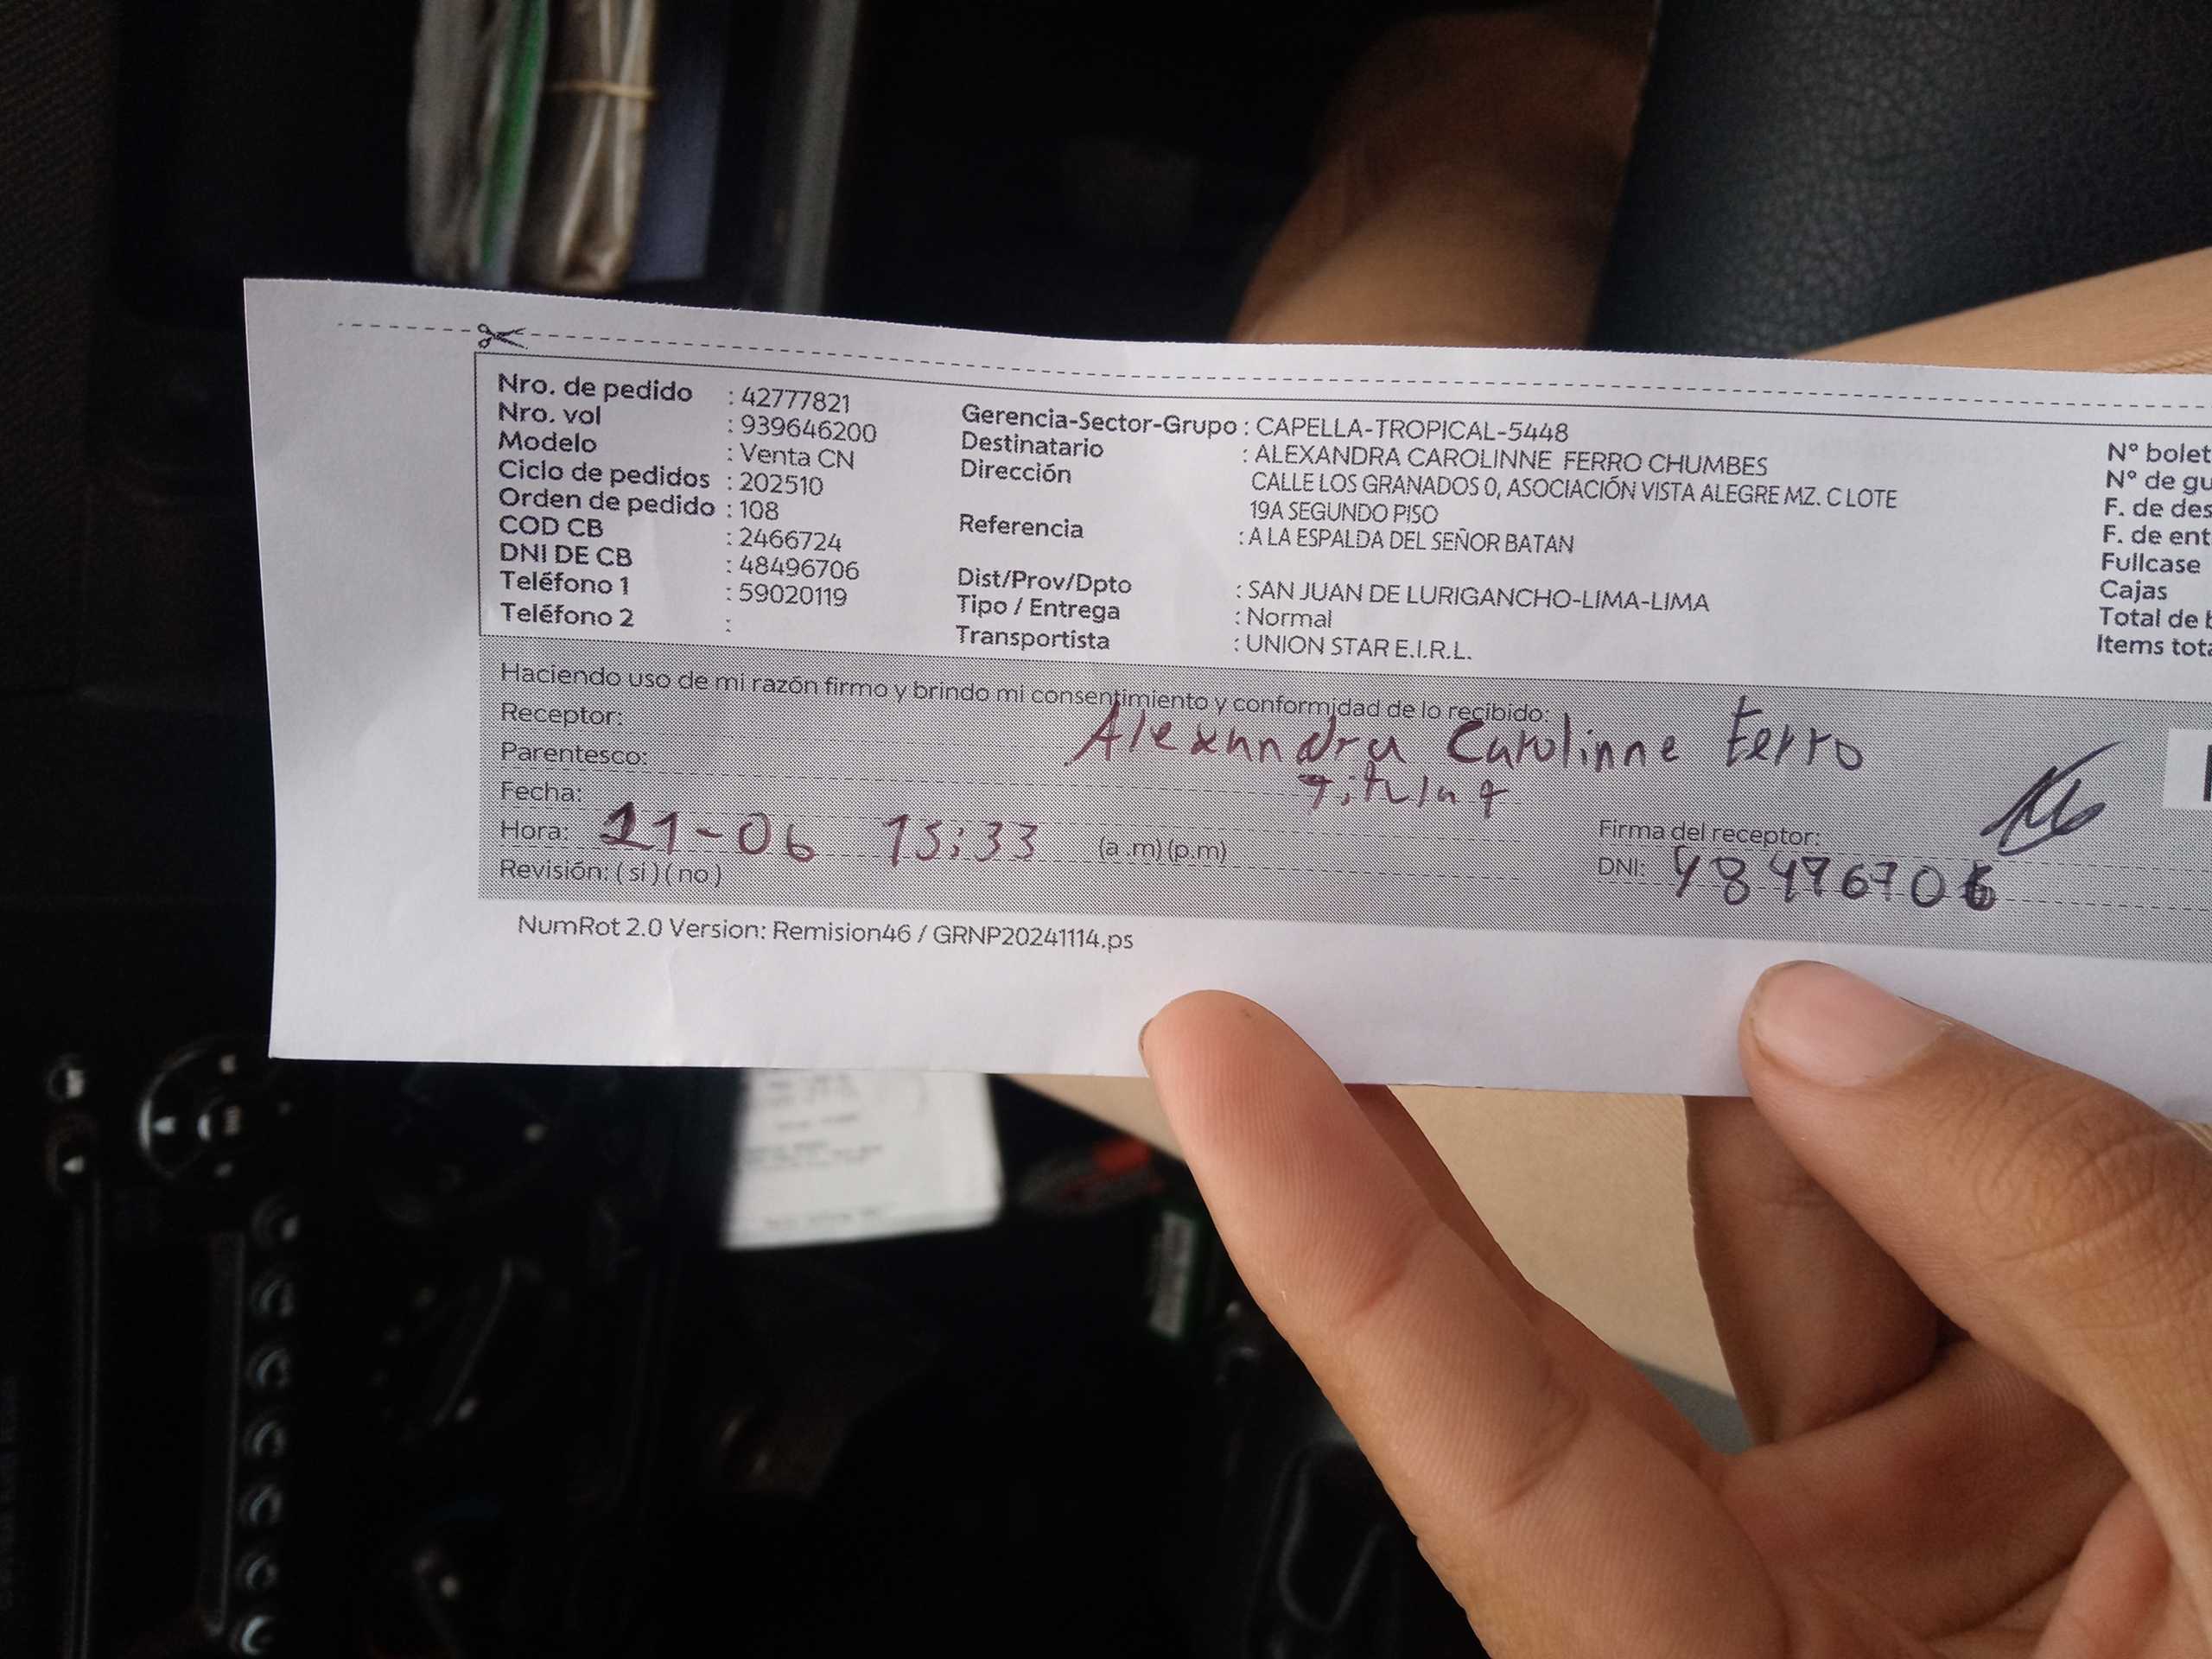 Nro. de pedido : 42777821
Nro. vol : 939646200
Modelo : Venta CN
Ciclo de pedidos : 202510
Orden de pedido : 108
COD CB : 2466724
DNI DE CB : 48496706
Teléfono 1 : 59020119
Teléfono 2 :
Gerencia-Sector-Grupo : CAPELLA-TROPICAL-5448
Destinatario : ALEXANDRA CAROLINNE FERRO CHUMBES
Dirección CALLE LOS GRANADOS 0, ASOCIACIÓN VISTA ALEGRE MZ. C LOTE
19A SEGUNDO PISO
Referencia : A LA ESPALDA DEL SEÑOR BATAN
Dist/Prov/Dpto : SAN JUAN DE LURIGANCHO-LIMA-LIMA
Tipo / Entrega : Normal
Transportista : UNION STAR E.I.R.L.
N° bolet
N° de gu
F. de des
F. de ent
Fullcase
Cajas
Total de b
Items tota
Haciendo uso de mi razón firmo y brindo mi consentimiento y conformidad de lo recibido:
Receptor: Alexandra Carolinne Ferro
Parentesco: Titular
Fecha:
Hora: 21-06 15:33 (a .m) (p.m)
Revisión: ( si ) ( no )
Firma del receptor:
DNI: 48496706
NumRot 2.0 Version: Remision46 / GRNP20241114.ps